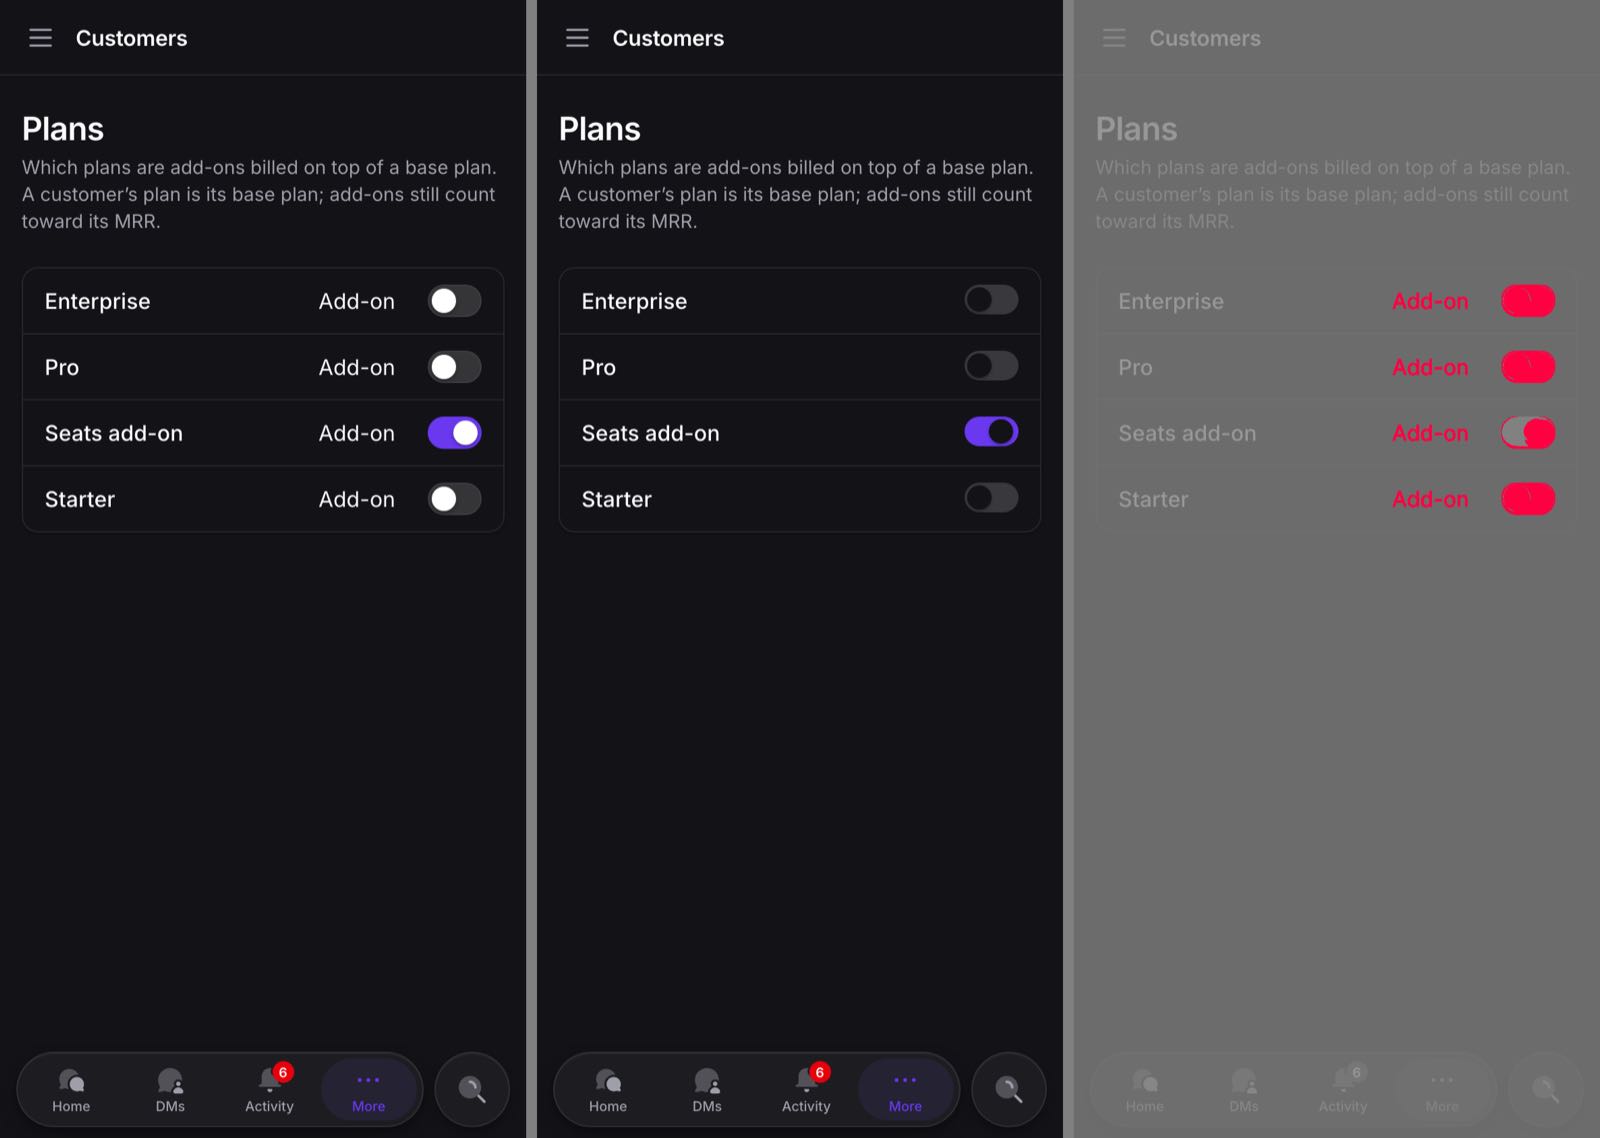 Customers
Plans
Which plans are add-ons billed on top of a base plan.
A customer’s plan is its base plan; add-ons still count
toward its MRR.
Enterprise Add-on
Pro Add-on
Seats add-on Add-on
Starter Add-on
6
Home DMs Activity More
Customers
Plans
Which plans are add-ons billed on top of a base plan.
A customer’s plan is its base plan; add-ons still count
toward its MRR.
Enterprise
Pro
Seats add-on
Starter
6
Home DMs Activity More
Customers
Plans
Which plans are add-ons billed on top of a base plan.
A customer’s plan is its base plan; add-ons still count
toward its MRR.
Enterprise Add-on
Pro Add-on
Seats add-on Add-on
Starter Add-on
6
Home DMs Activity More